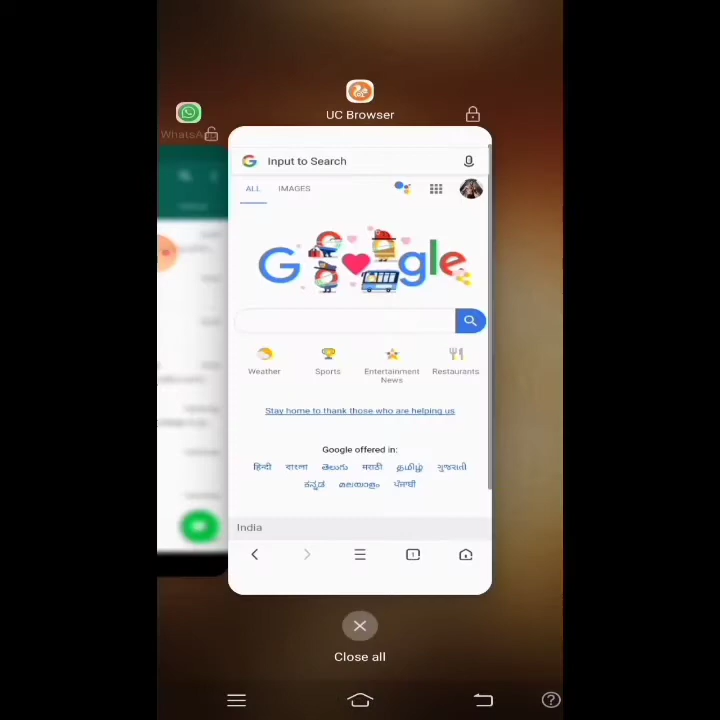 UC Browser
WhatsApp
Input to Search
ALL IMAGES
Google
Weather Sports Entertainment News Restaurants
Stay home to thank those who are helping us
Google offered in:
हिन्दी বাংলা తెలుగు मराठी தமிழ் ગુજરાતી
ಕನ್ನಡ മലയാളം ਪੰਜਾਬੀ
India
1
Close all